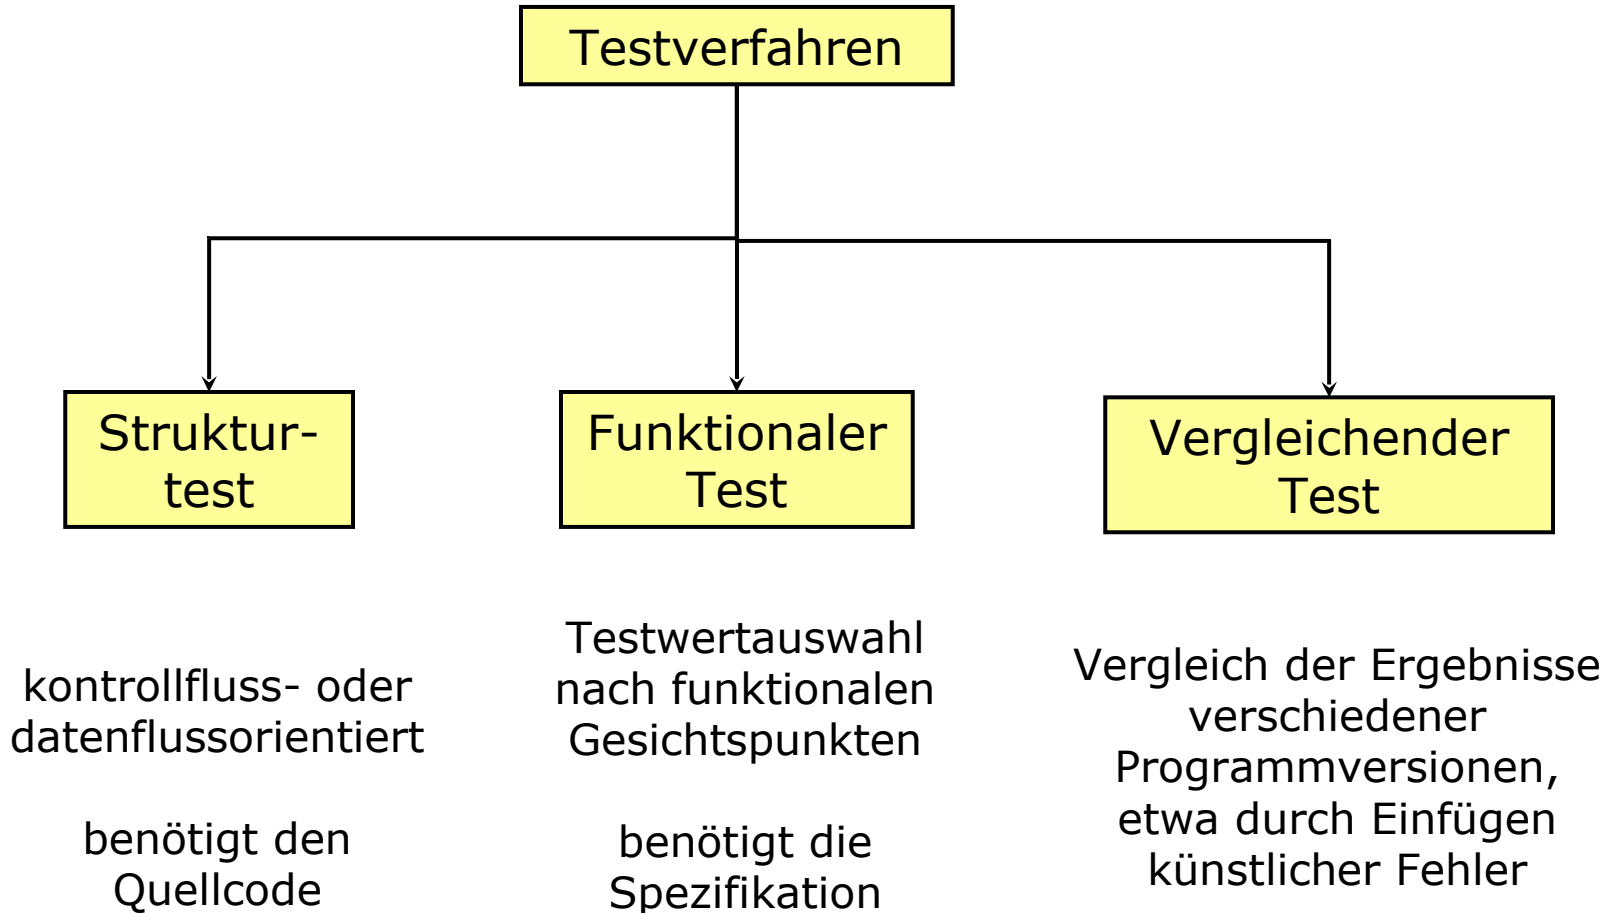 Testverfahren
Struktur-
test
Funktionaler
Test
Vergleichender
Test
kontrollfluss- oder
datenflussorientiert
benötigt den
Quellcode
Testwertauswahl
nach funktionalen
Gesichtspunkten
benötigt die
Spezifikation
Vergleich der Ergebnisse
verschiedener
Programmversionen,
etwa durch Einfügen
künstlicher Fehler